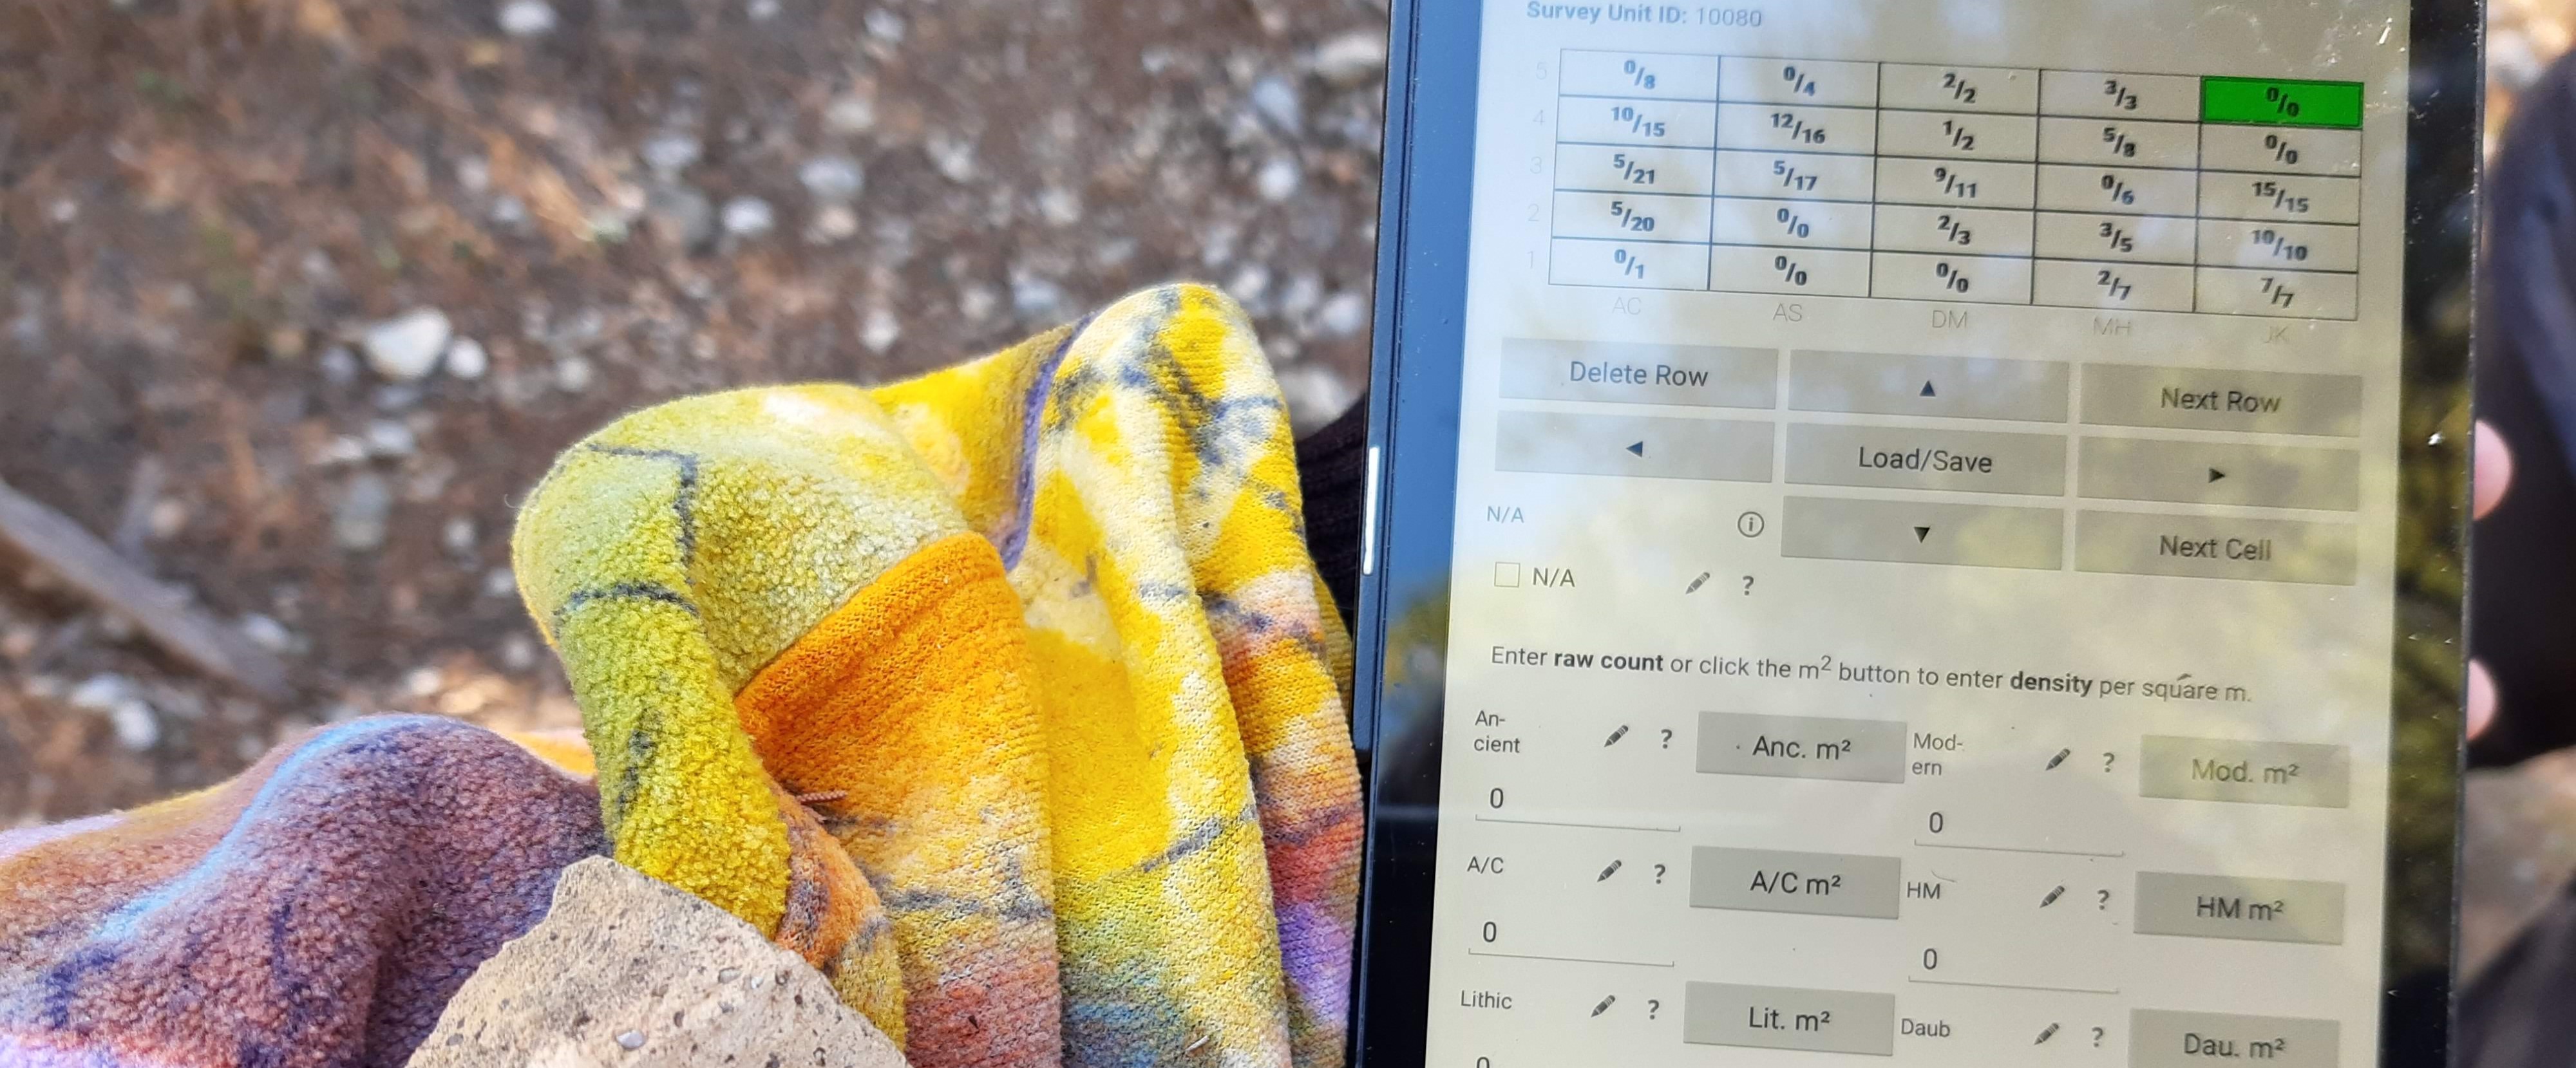 Survey Unit ID: 10080
5 0/8 0/4 2/2 3/3 0/0
4 10/15 12/16 1/2 5/8 0/0
3 5/21 5/17 9/11 0/6 15/15
2 5/20 0/0 2/3 3/5 10/10
1 0/1 0/0 0/0 2/7 7/7
AC AS DM MH JK
Delete Row ▲ Next Row
◄ Load/Save ►
N/A ▼ Next Cell
N/A ?
Enter raw count or click the m² button to enter density per square m.
An-
cient ? Anc. m² Mod-
ern ? Mod. m²
0 0
A/C ? A/C m² HM ? HM m²
0 0
Lithic ? Lit. m² Daub ? Dau. m²
0